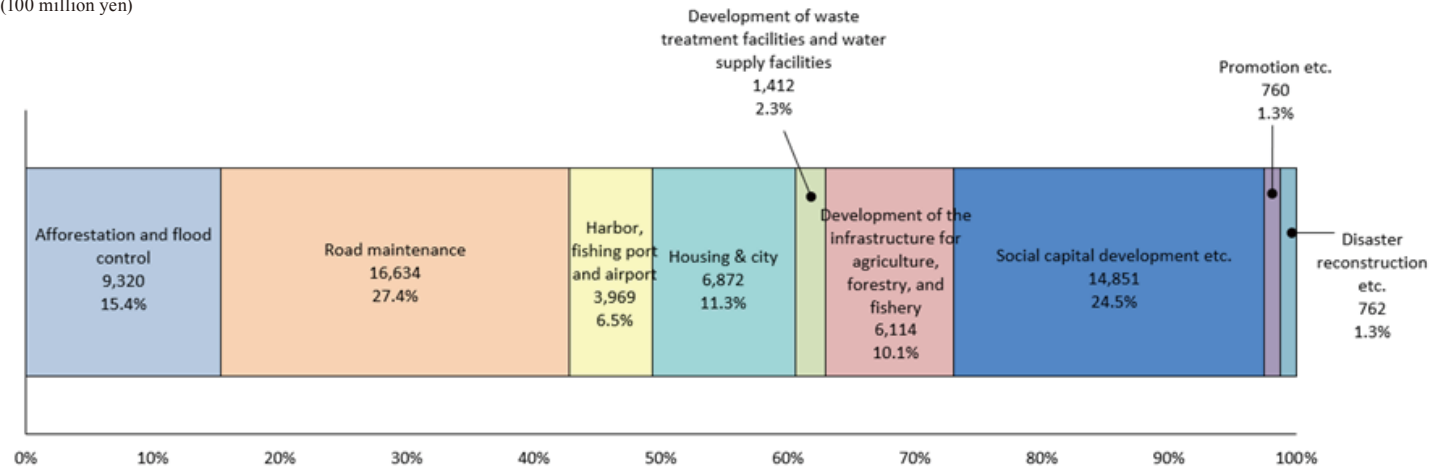 (100 million yen)
Development of waste
treatment facilities and water
supply facilities
1,412
2.3%
Promotion etc.
760
1.3%
Afforestation and flood
control
9,320
15.4%
Road maintenance
16,634
27.4%
Harbor,
fishing port
and airport
3,969
6.5%
Housing & city
6,872
11.3%
Development of the
infrastructure for
agriculture,
forestry, and
fishery
6,114
10.1%
Social capital development etc.
14,851
24.5%
Disaster
reconstruction
etc.
762
1.3%
0% 10% 20% 30% 40% 50% 60% 70% 80% 90% 100%